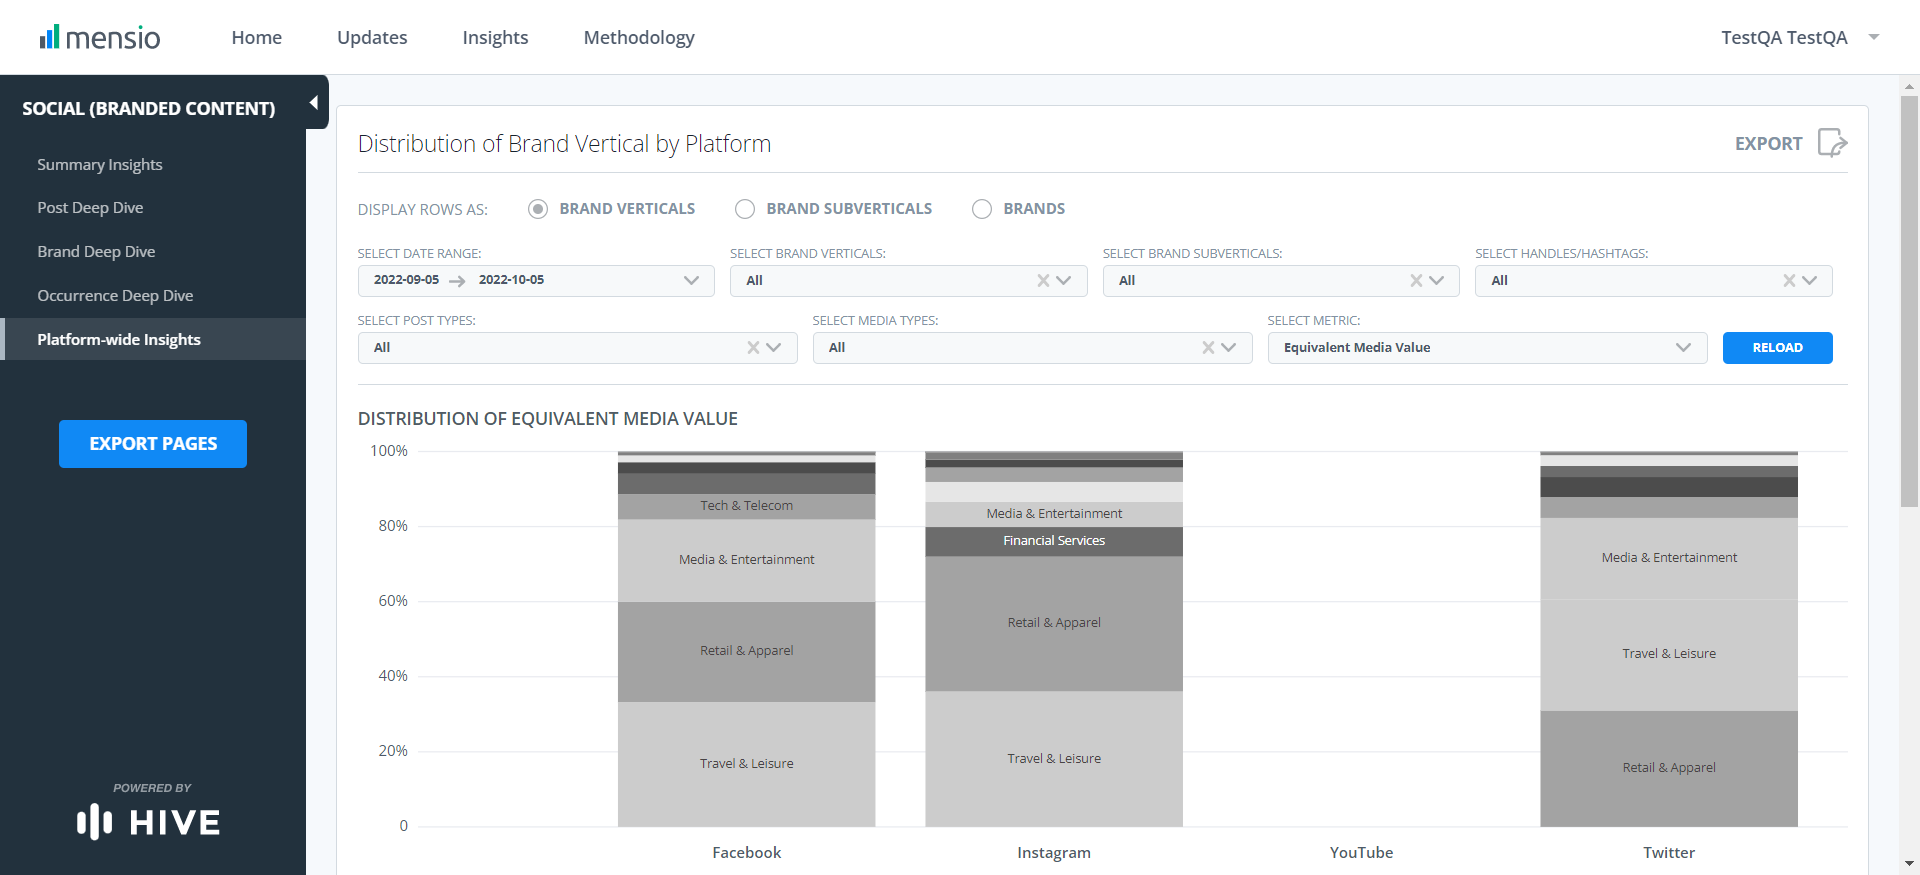 mensio
Home
Updates
Insights
Methodology
TestQA TestQA
SOCIAL (BRANDED CONTENT)
Summary Insights
Post Deep Dive
Brand Deep Dive
Occurrence Deep Dive
Platform-wide Insights
EXPORT PAGES
POWERED BY
HIVE
Distribution of Brand Vertical by Platform
EXPORT
DISPLAY ROWS AS:
BRAND VERTICALS
BRAND SUBVERTICALS
BRANDS
SELECT DATE RANGE:
2022-09-05
2022-10-05
SELECT BRAND VERTICALS:
All
SELECT BRAND SUBVERTICALS:
All
SELECT HANDLES/HASHTAGS:
All
SELECT POST TYPES:
All
SELECT MEDIA TYPES:
All
SELECT METRIC:
Equivalent Media Value
RELOAD
DISTRIBUTION OF EQUIVALENT MEDIA VALUE
100%
80%
60%
40%
20%
0
Tech & Telecom
Media & Entertainment
Retail & Apparel
Travel & Leisure
Media & Entertainment
Financial Services
Retail & Apparel
Travel & Leisure
Media & Entertainment
Travel & Leisure
Retail & Apparel
Facebook
Instagram
YouTube
Twitter